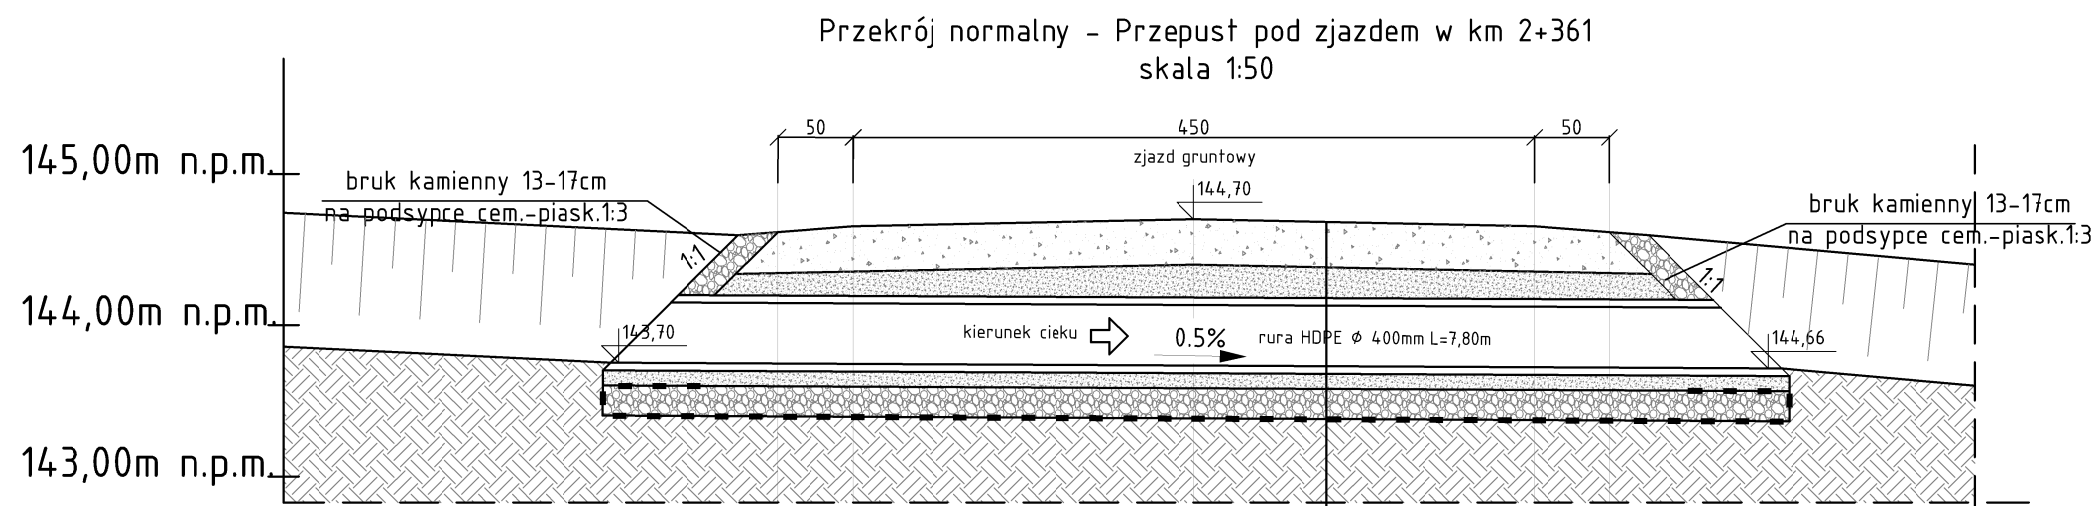 Przekrój normalny - Przepust pod zjazdem w km 2+361
skala 1:50
50
450
50
zjazd gruntowy
145,00m n.p.m.
bruk kamienny 13-17cm
na podsypce cem.-piask.1:3
144,70
bruk kamienny 13-17cm
na podsypce cem.-piask.1:3
1:1
1:1
144,00m n.p.m.
143,70
kierunek cieku
0.5%
rura HDPE Ø 400mm L=7,80m
144,66
143,00m n.p.m.